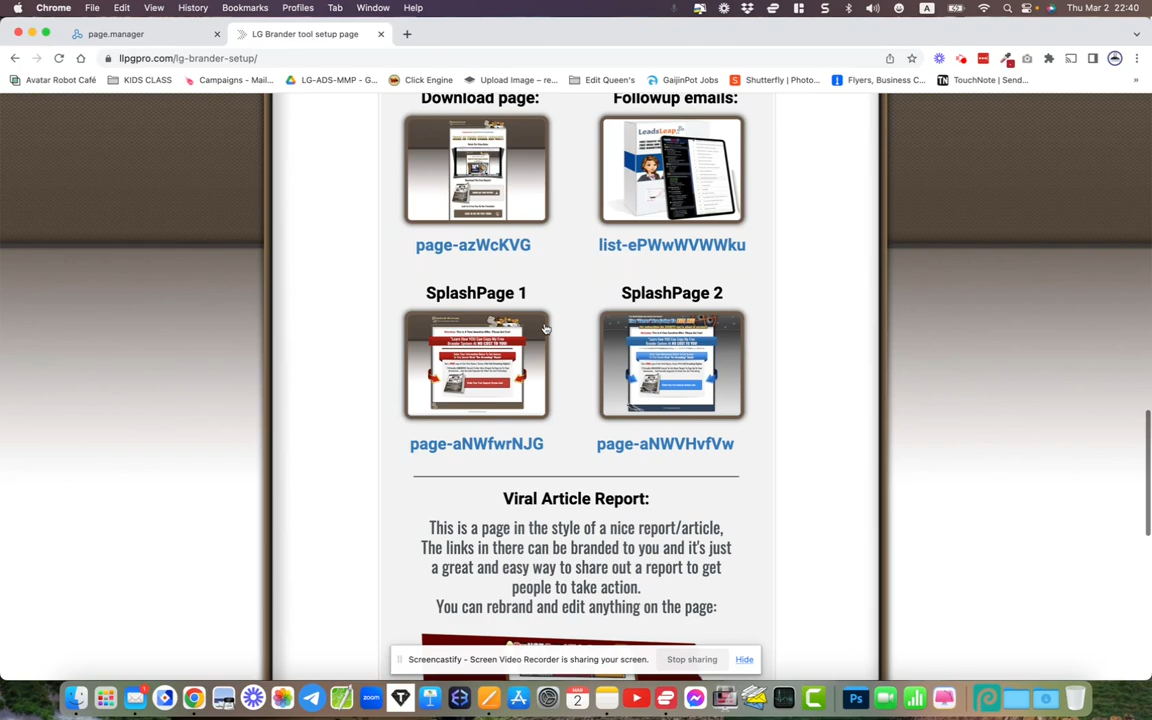 Chrome File Edit View History Bookmarks Profiles Tab Window Help
A
Thu Mar 2 22:40
page.manager
LG Brander tool setup page
llpgpro.com/lg-brander-setup/
Avatar Robot Café
KIDS CLASS
Campaigns - Mail...
LG-ADS-MMP - G...
Click Engine
Upload Image – re...
Edit Queen's
GaijinPot Jobs
Shutterfly | Photo...
Flyers, Business C...
TouchNote | Send...
»
Download page:
Followup emails:
LeadsLeap
page-azWcKVG
list-ePWwWVWWku
SplashPage 1
SplashPage 2
page-aNWfwrNJG
page-aNWVHvfVw
Viral Article Report:
This is a page in the style of a nice report/article,
The links in there can be branded to you and it's just
a great and easy way to share out a report to get
people to take action.
You can rebrand and edit anything on the page:
Screencastify - Screen Video Recorder is sharing your screen.
Stop sharing
Hide
zoom
Ps